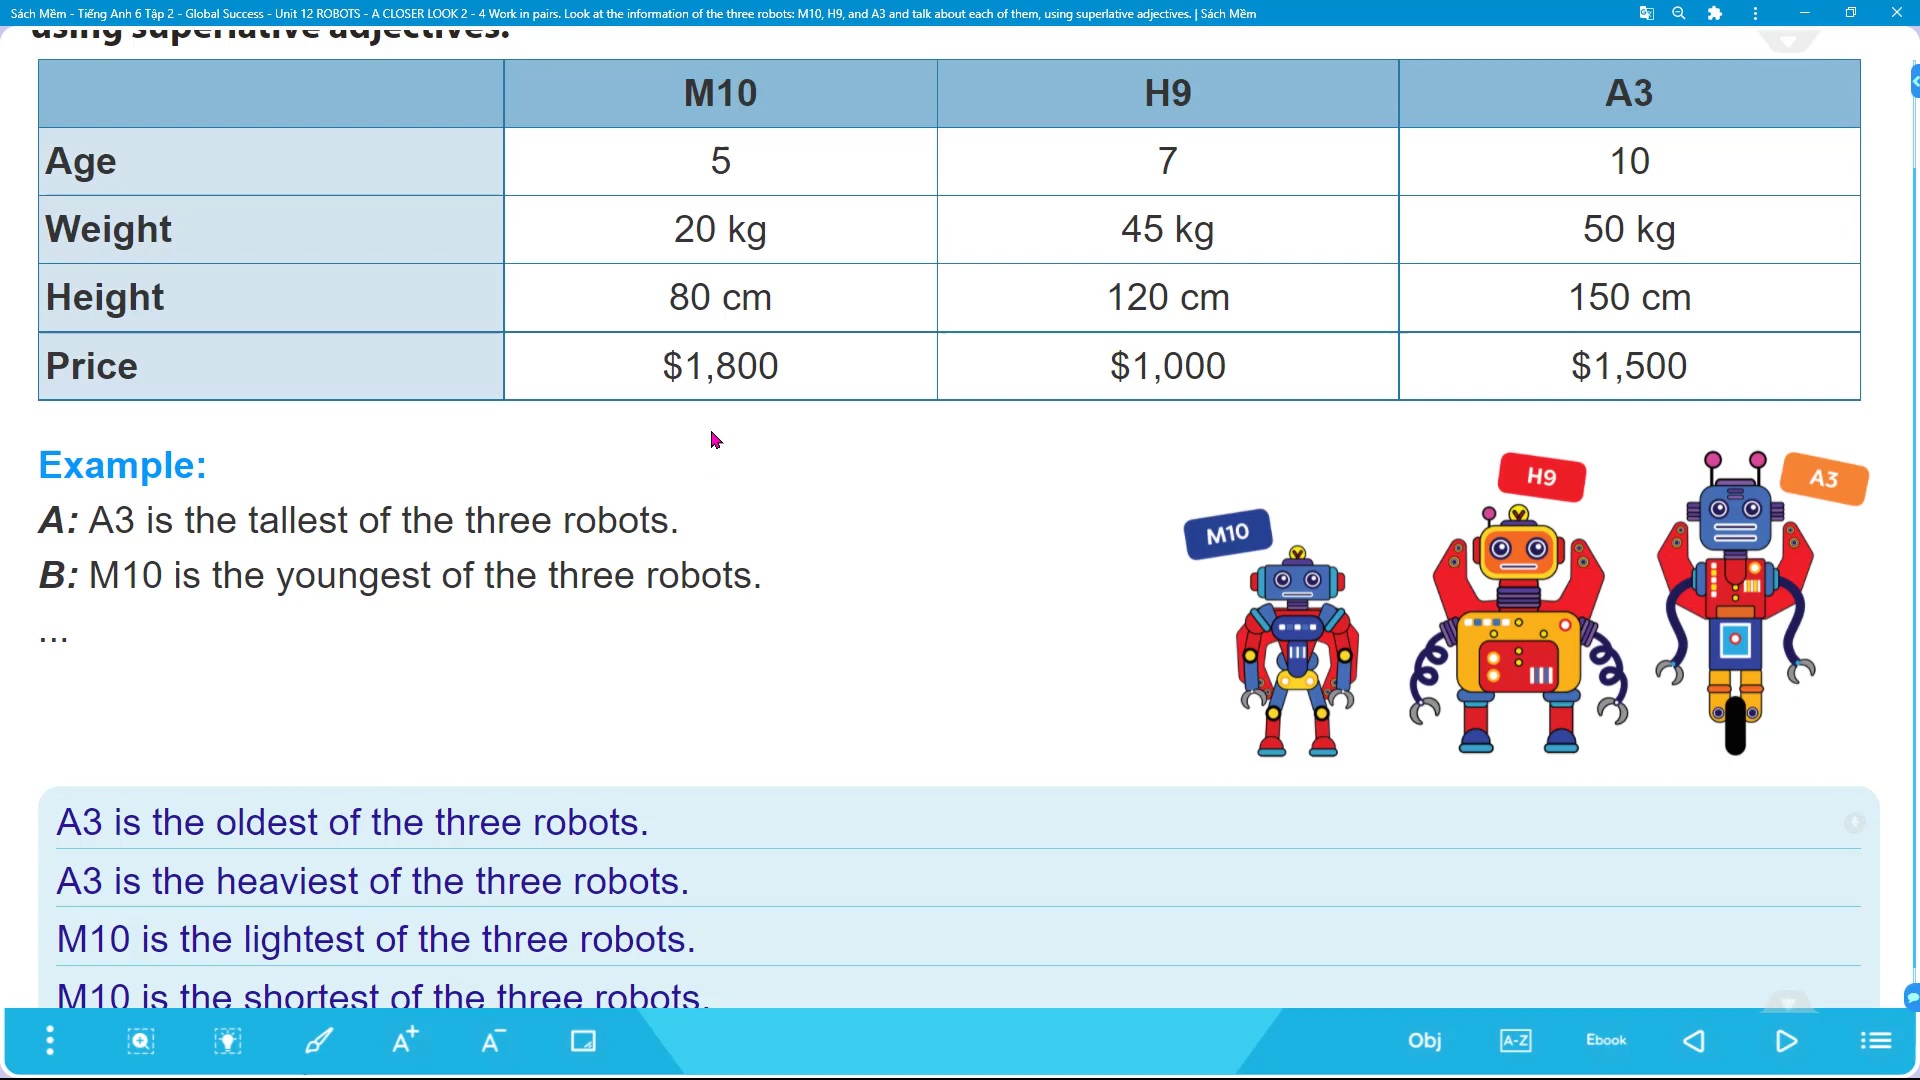 Sách Mềm - Tiếng Anh 6 Tập 2 - Global Success - Unit 12 ROBOTS - A CLOSER LOOK 2 - 4 Work in pairs. Look at the information of the three robots: M10, H9, and A3 and talk about each of them, using superlative adjectives. | Sách Mềm
using superlative adjectives.
M10 H9 A3
Age 5 7 10
Weight 20 kg 45 kg 50 kg
Height 80 cm 120 cm 150 cm
Price $1,800 $1,000 $1,500
Example:
A: A3 is the tallest of the three robots.
B: M10 is the youngest of the three robots.
...
M10
H9
A3
A3 is the oldest of the three robots.
A3 is the heaviest of the three robots.
M10 is the lightest of the three robots.
M10 is the shortest of the three robots.
A+ A- Obj A-Z Ebook